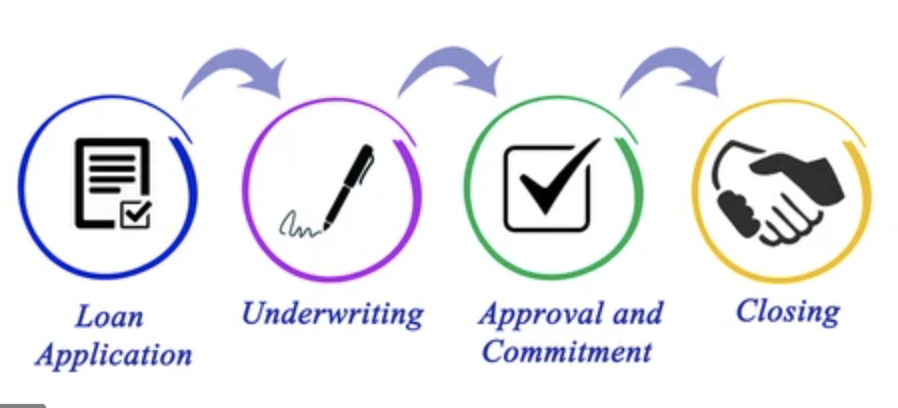 Loan
Application
Underwriting
Approval and
Commitment
Closing